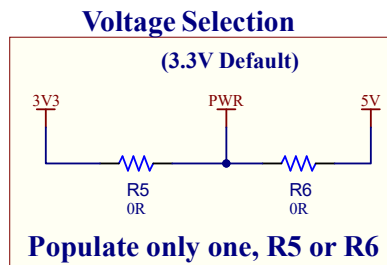 Voltage Selection
(3.3V Default)
3V3 PWR 5V
R5 R6
0R 0R
Populate only one, R5 or R6